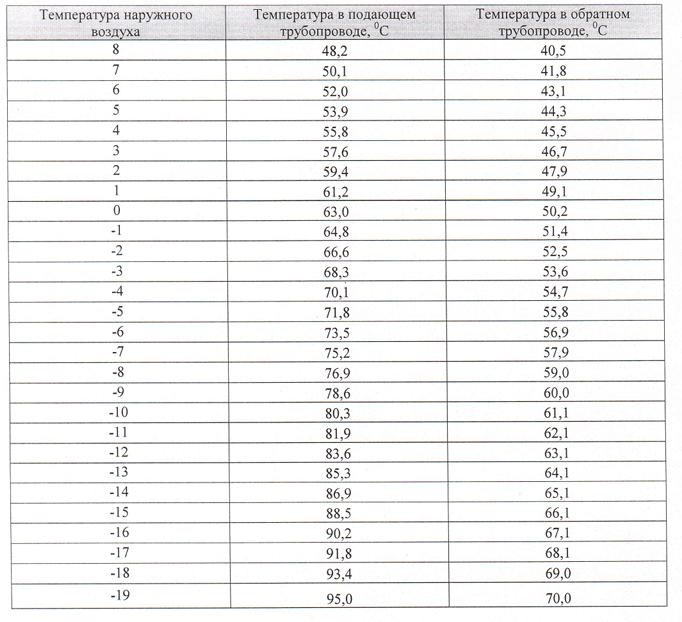 Температура наружного воздуха | Температура в подающем трубопроводе, ⁰С | Температура в обратном трубопроводе, ⁰С
8 | 48,2 | 40,5
7 | 50,1 | 41,8
6 | 52,0 | 43,1
5 | 53,9 | 44,3
4 | 55,8 | 45,5
3 | 57,6 | 46,7
2 | 59,4 | 47,9
1 | 61,2 | 49,1
0 | 63,0 | 50,2
-1 | 64,8 | 51,4
-2 | 66,6 | 52,5
-3 | 68,3 | 53,6
-4 | 70,1 | 54,7
-5 | 71,8 | 55,8
-6 | 73,5 | 56,9
-7 | 75,2 | 57,9
-8 | 76,9 | 59,0
-9 | 78,6 | 60,0
-10 | 80,3 | 61,1
-11 | 81,9 | 62,1
-12 | 83,6 | 63,1
-13 | 85,3 | 64,1
-14 | 86,9 | 65,1
-15 | 88,5 | 66,1
-16 | 90,2 | 67,1
-17 | 91,8 | 68,1
-18 | 93,4 | 69,0
-19 | 95,0 | 70,0